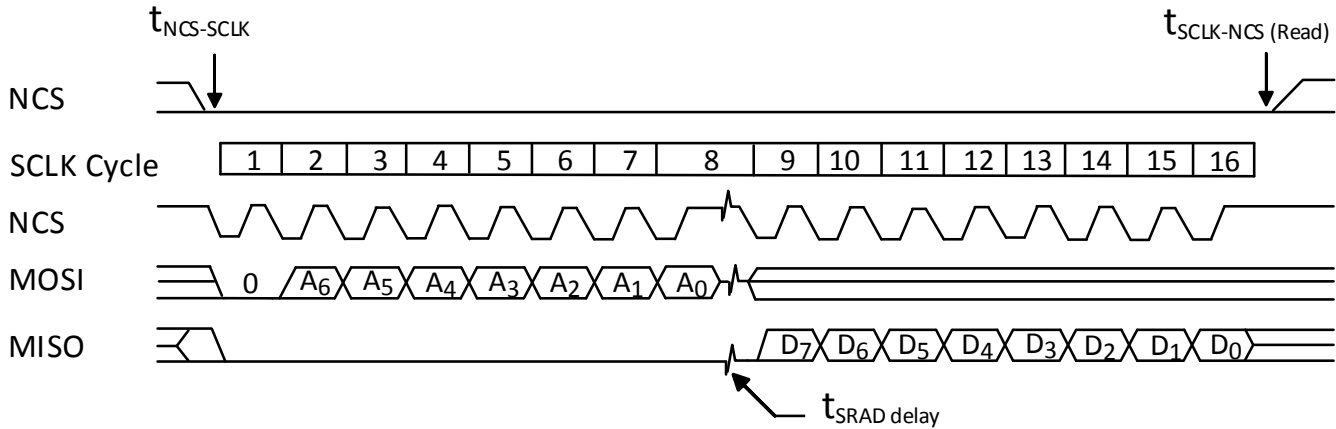 tNCS-SCLK tSCLK-NCS (Read)
NCS
SCLK Cycle 1 2 3 4 5 6 7 8 9 10 11 12 13 14 15 16
NCS
MOSI 0 A6 A5 A4 A3 A2 A1 A0
MISO D7 D6 D5 D4 D3 D2 D1 D0
tSRAD delay